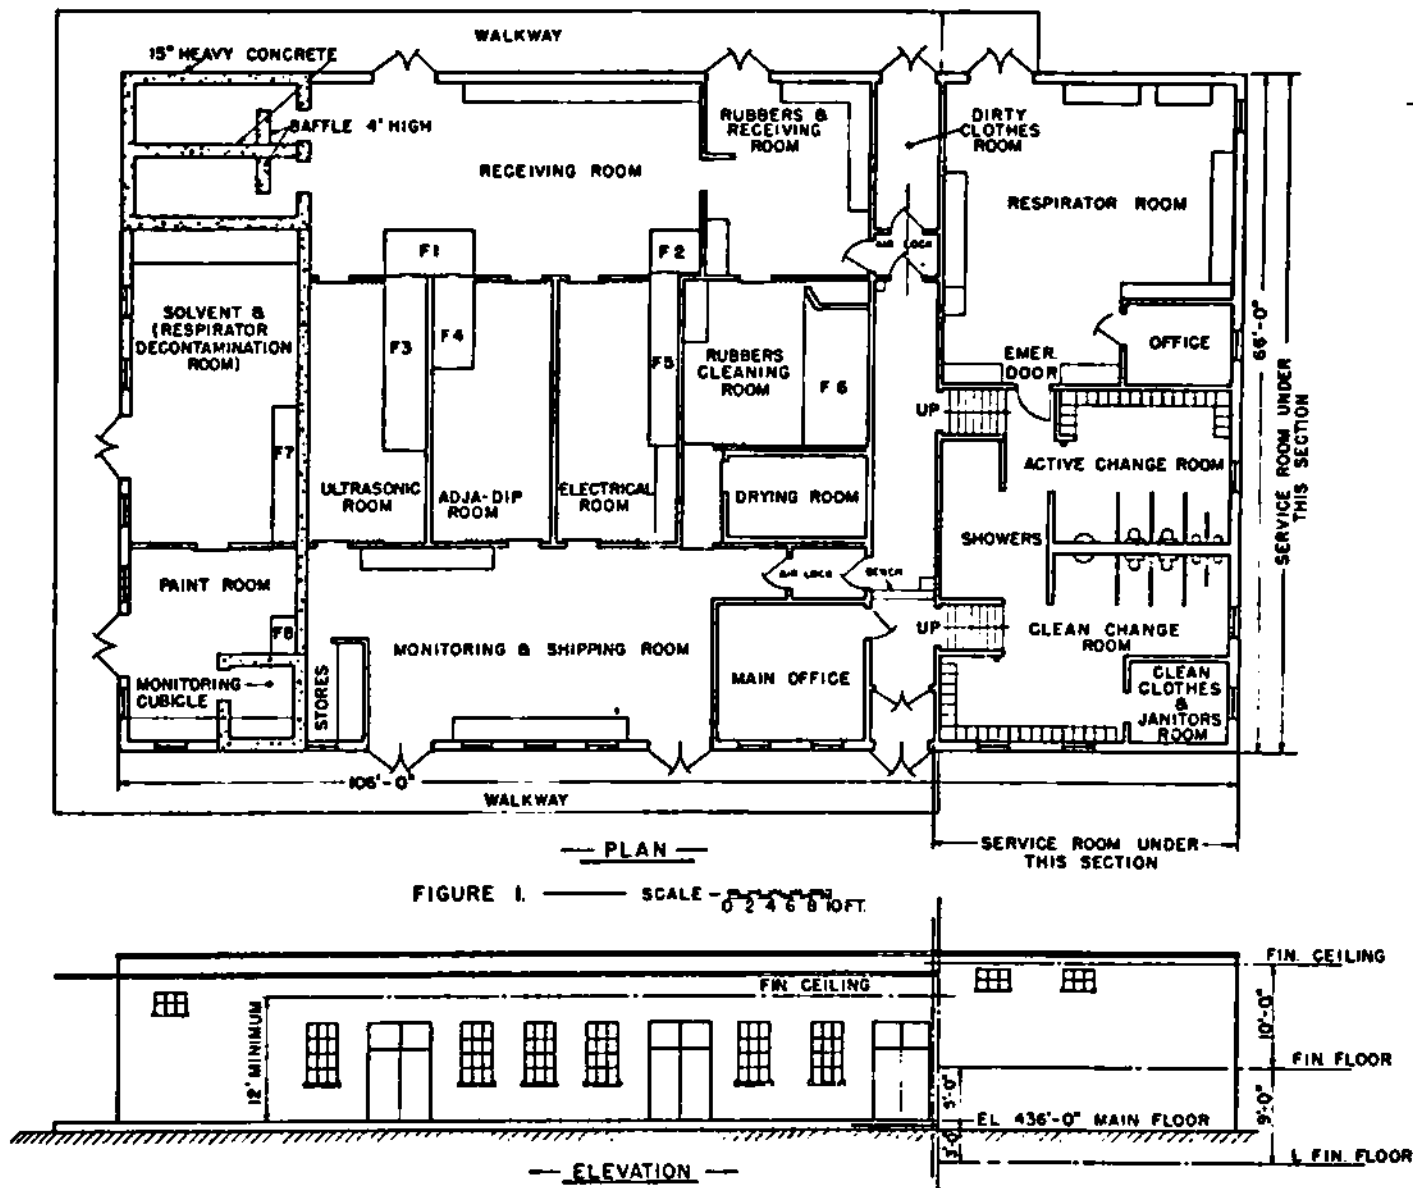 WALKWAY
15" HEAVY CONCRETE
BAFFLE 4' HIGH
RECEIVING ROOM
RUBBERS &
RECEIVING
ROOM
DIRTY
CLOTHES
ROOM
RESPIRATOR ROOM
AIR LOCK
F1
F2
SOLVENT &
(RESPIRATOR
DECONTAMINATION
ROOM)
F3
F4
F5
RUBBERS
CLEANING
ROOM
F6
EMER.
DOOR
OFFICE
66'-0"
SERVICE ROOM UNDER
THIS SECTION
UP
F7
ULTRASONIC
ROOM
ADJA-DIP
ROOM
ELECTRICAL
ROOM
DRYING ROOM
ACTIVE CHANGE ROOM
SHOWERS
PAINT ROOM
AIR LOCK
BENCH
F8
MONITORING & SHIPPING ROOM
UP
CLEAN CHANGE
ROOM
MONITORING
CUBICLE
STORES
MAIN OFFICE
CLEAN
CLOTHES
&
JANITORS
ROOM
106'-0"
WALKWAY
PLAN
SERVICE ROOM UNDER
THIS SECTION
FIGURE 1. SCALE -
0 2 4 6 8 10 FT.
FIN. CEILING
FIN CEILING
12' MINIMUM
10'-0"
FIN FLOOR
5'-0"
EL 436'-0" MAIN FLOOR
9'-0"
3'-0"
L FIN. FLOOR
ELEVATION